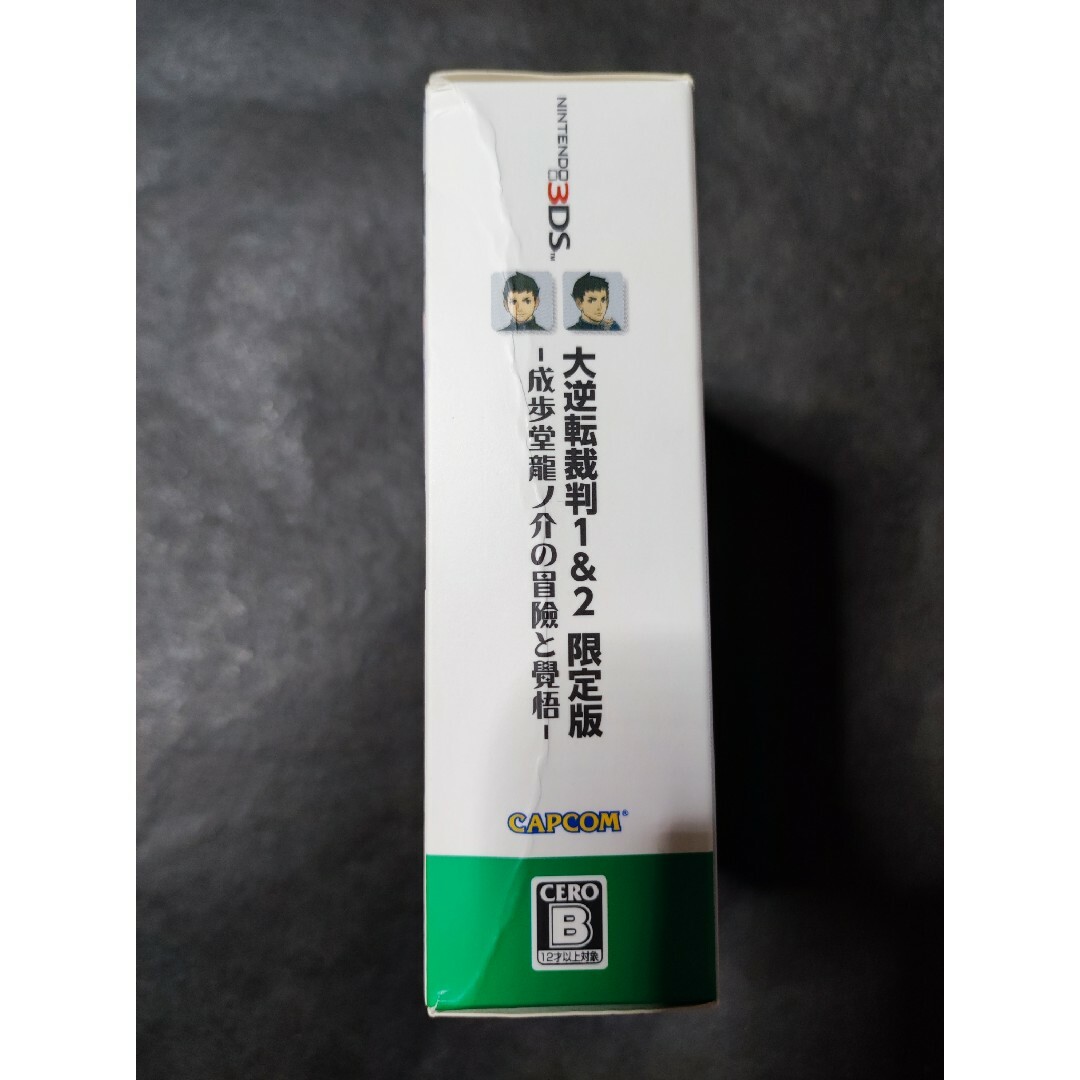 NINTENDO
3DS™
大逆転裁判1&2 限定版
-成歩堂龍ノ介の冒險と覺悟-
CAPCOM®
CERO
B
12才以上対象